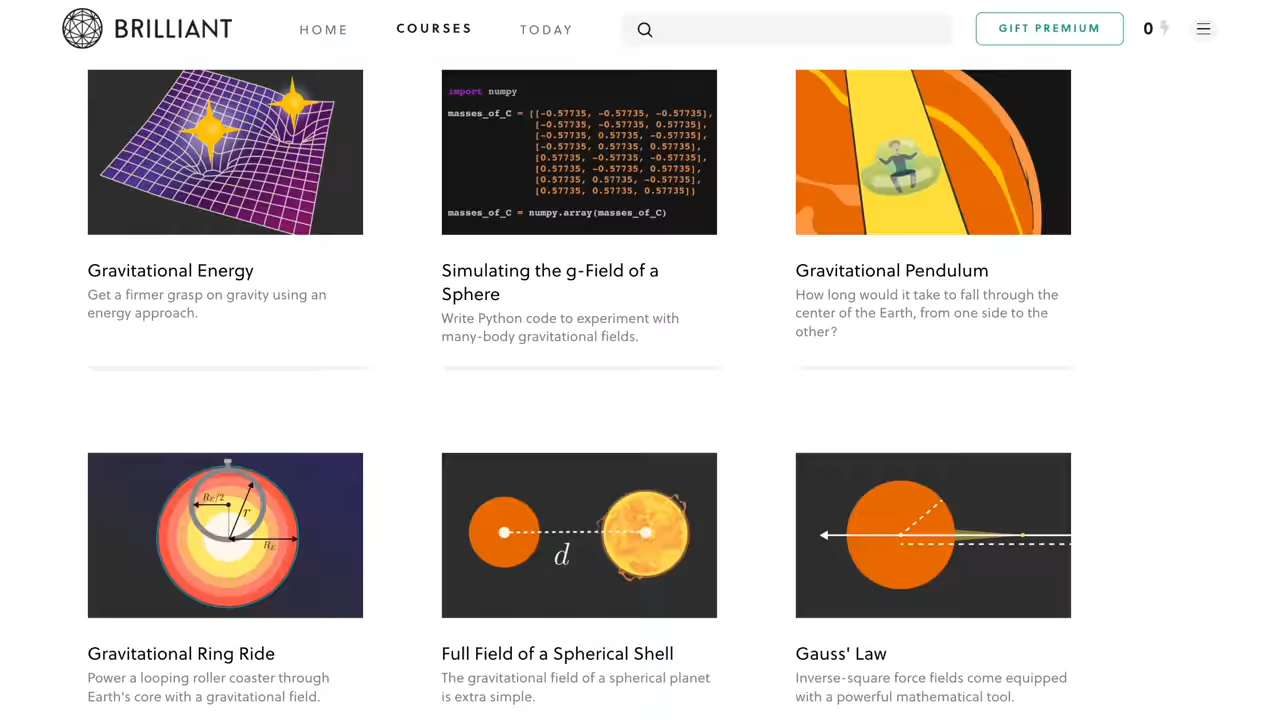 BRILLIANT
HOME
COURSES
TODAY
GIFT PREMIUM
0
import numpy
masses_of_C = [[-0.57735, -0.57735, -0.57735],
[-0.57735, -0.57735, 0.57735],
[-0.57735, 0.57735, -0.57735],
[-0.57735, 0.57735, 0.57735],
[0.57735, -0.57735, -0.57735],
[0.57735, -0.57735, 0.57735],
[0.57735, 0.57735, -0.57735],
[0.57735, 0.57735, 0.57735]]
masses_of_C = numpy.array(masses_of_C)
Gravitational Energy
Get a firmer grasp on gravity using an
energy approach.
Simulating the g-Field of a
Sphere
Write Python code to experiment with
many-body gravitational fields.
Gravitational Pendulum
How long would it take to fall through the
center of the Earth, from one side to the
other?
R_E/2
r
R_E
d
Gravitational Ring Ride
Power a looping roller coaster through
Earth's core with a gravitational field.
Full Field of a Spherical Shell
The gravitational field of a spherical planet
is extra simple.
Gauss' Law
Inverse-square force fields come equipped
with a powerful mathematical tool.